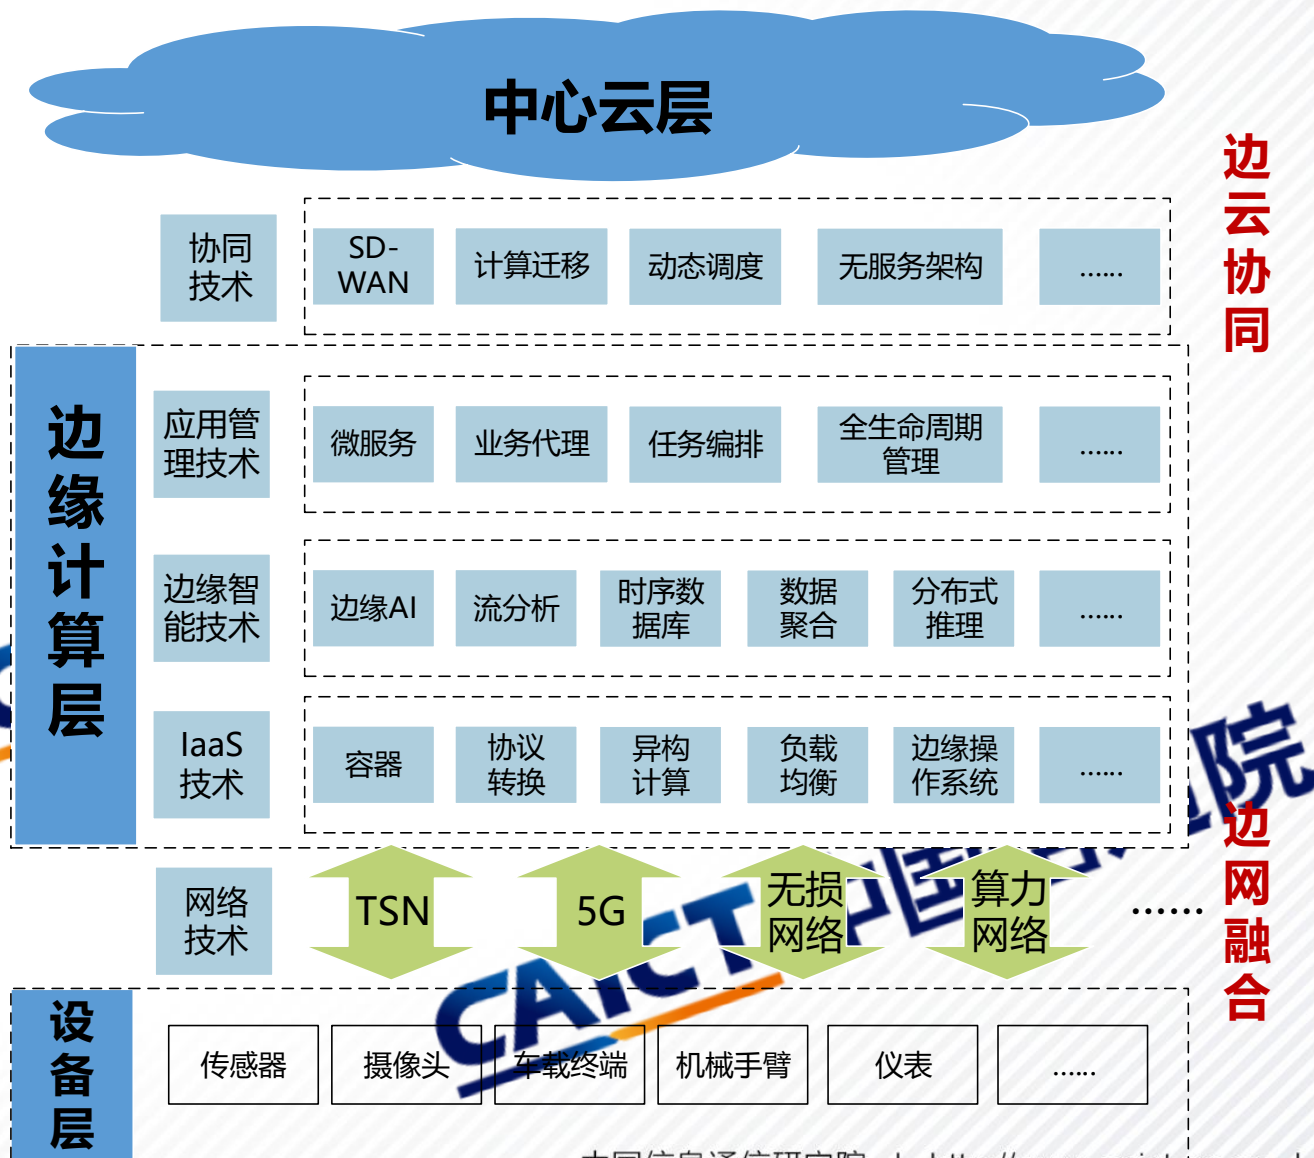 中心云层
边云协同
协同
技术
SD-
WAN
计算迁移
动态调度
无服务架构
......
边缘计算层
应用管
理技术
微服务
业务代理
任务编排
全生命周期
管理
......
边缘智
能技术
边缘AI
流分析
时序数
据库
数据
聚合
分布式
推理
......
IaaS
技术
容器
协议
转换
异构
计算
负载
均衡
边缘操
作系统
......
边网融合
网络
技术
TSN
5G
无损
网络
算力
网络
......
CAICT 中国
院
设备层
传感器
摄像头
车载终端
机械手臂
仪表
......